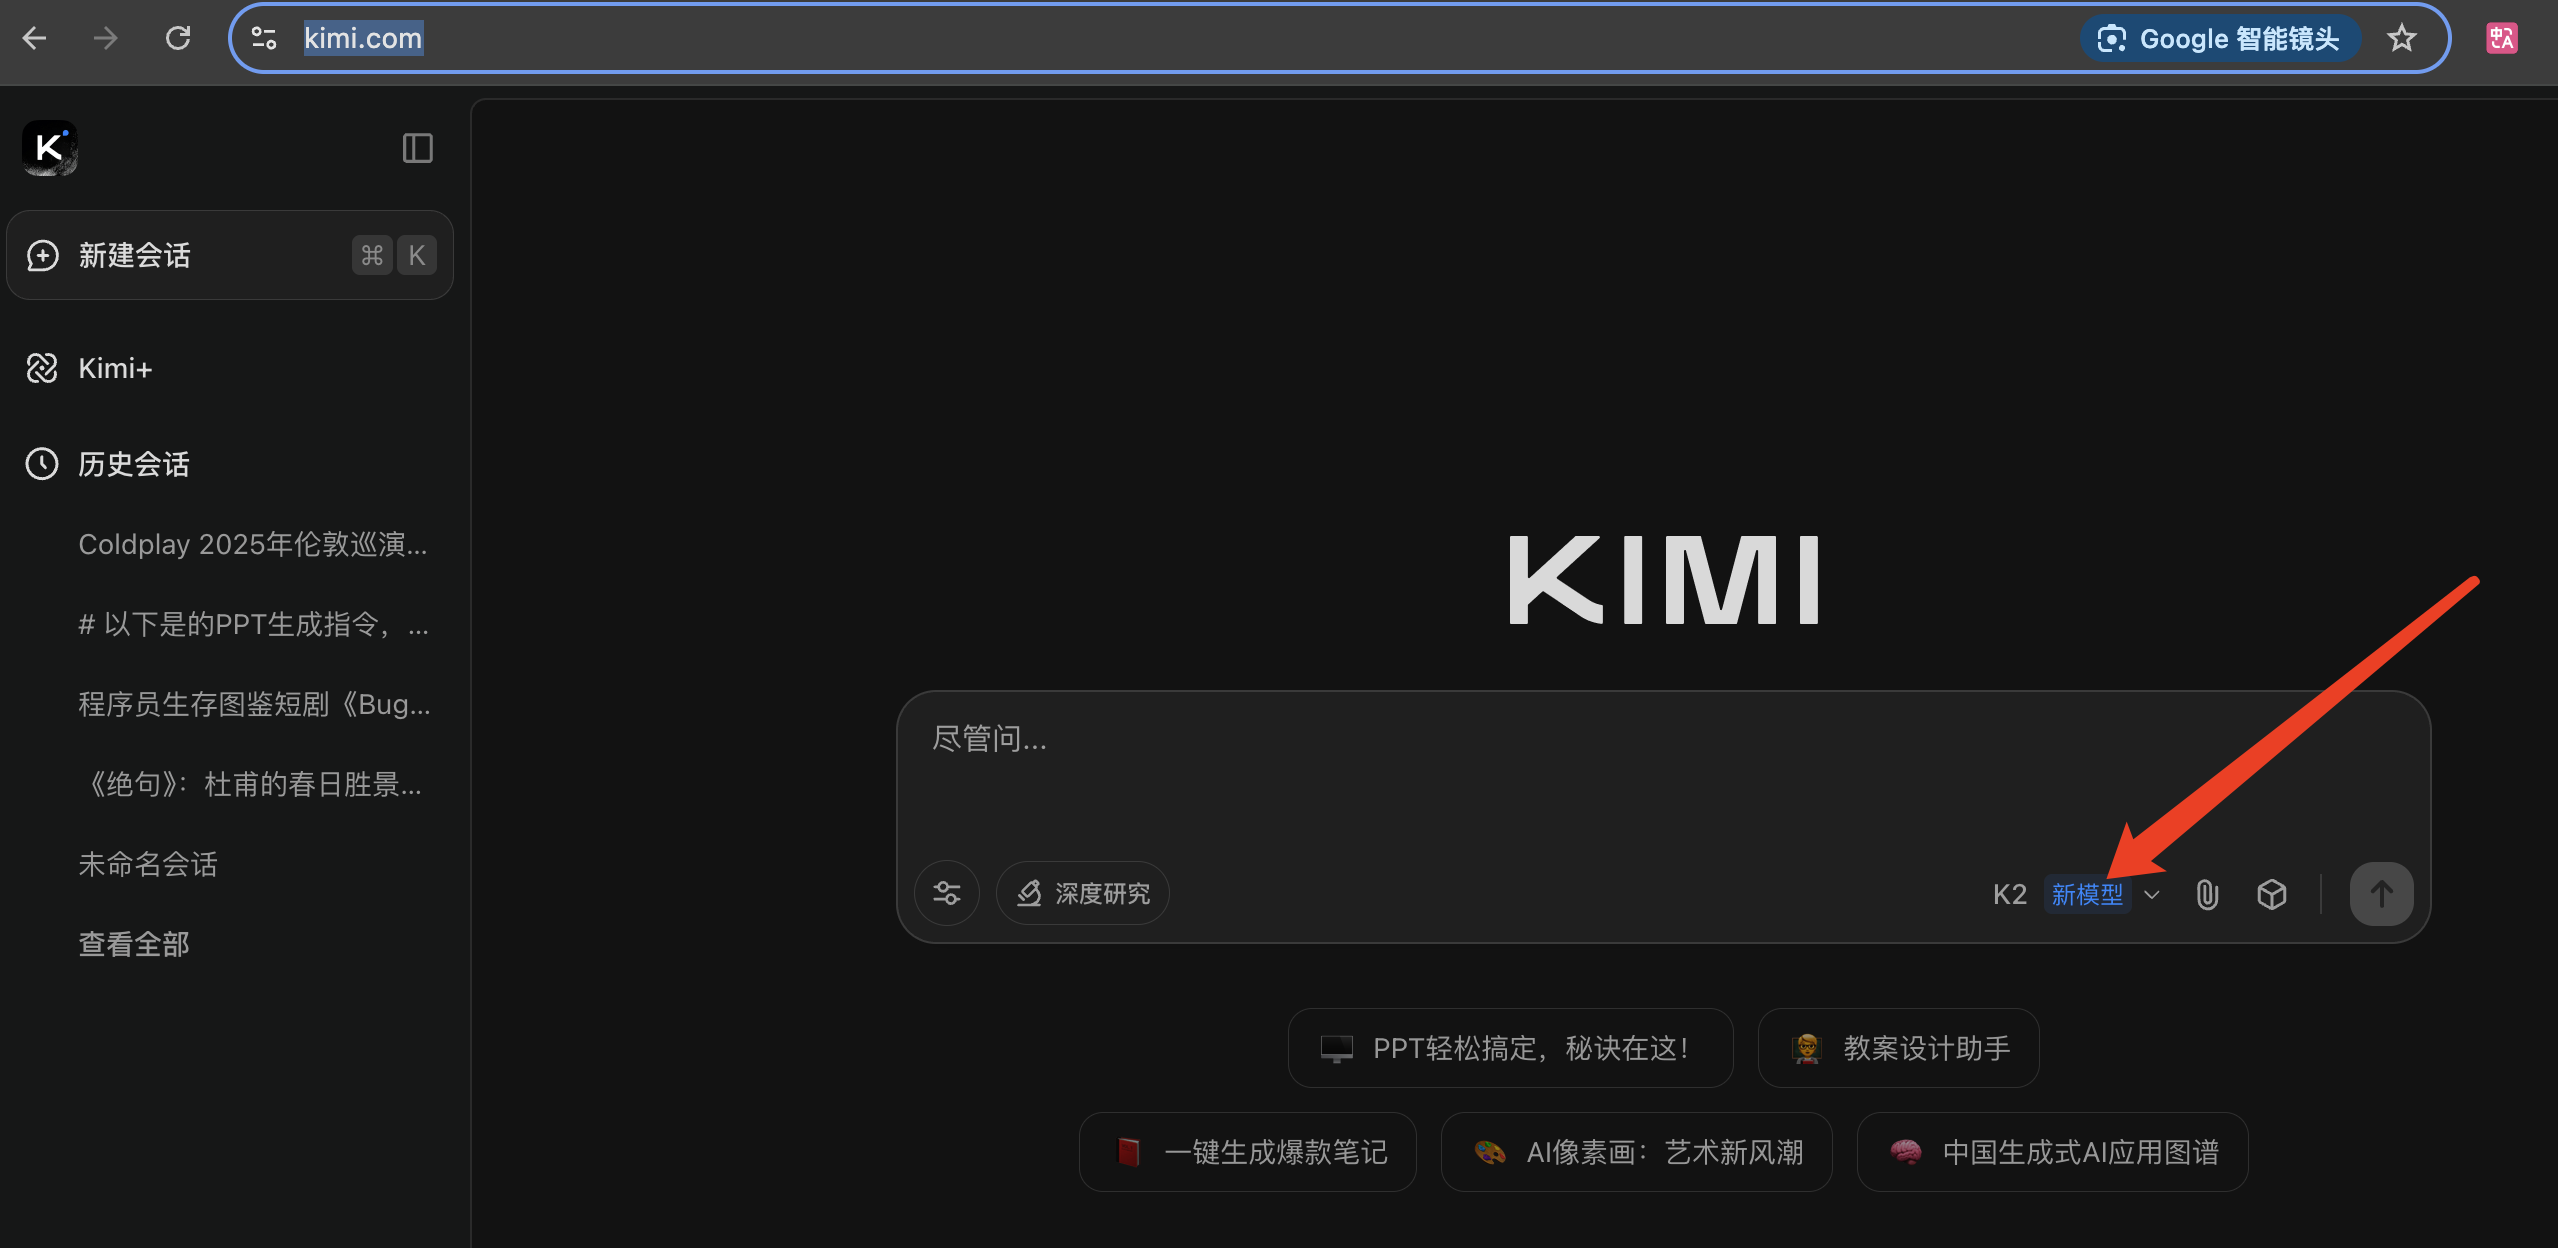 kimi.com
Google 智能镜头
中A
K
新建会话
⌘ K
Kimi+
历史会话
Coldplay 2025年伦敦巡演...
# 以下是的PPT生成指令，...
程序员生存图鉴短剧《Bug...
《绝句》：杜甫的春日胜景...
未命名会话
查看全部
KIMI
尽管问...
深度研究
K2 新模型
PPT轻松搞定，秘诀在这！
教案设计助手
一键生成爆款笔记
AI像素画：艺术新风潮
中国生成式AI应用图谱